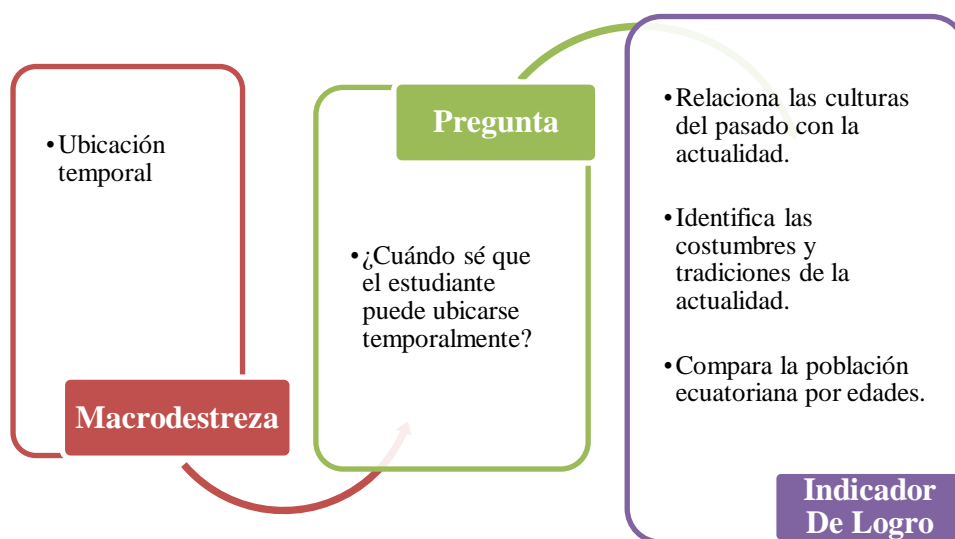 •Ubicación
temporal
Macrodestreza
Pregunta
•¿Cuándo sé que
el estudiante
puede ubicarse
temporalmente?
•Relaciona las culturas
del pasado con la
actualidad.
•Identifica las
costumbres y
tradiciones de la
actualidad.
•Compara la población
ecuatoriana por edades.
Indicador
De Logro